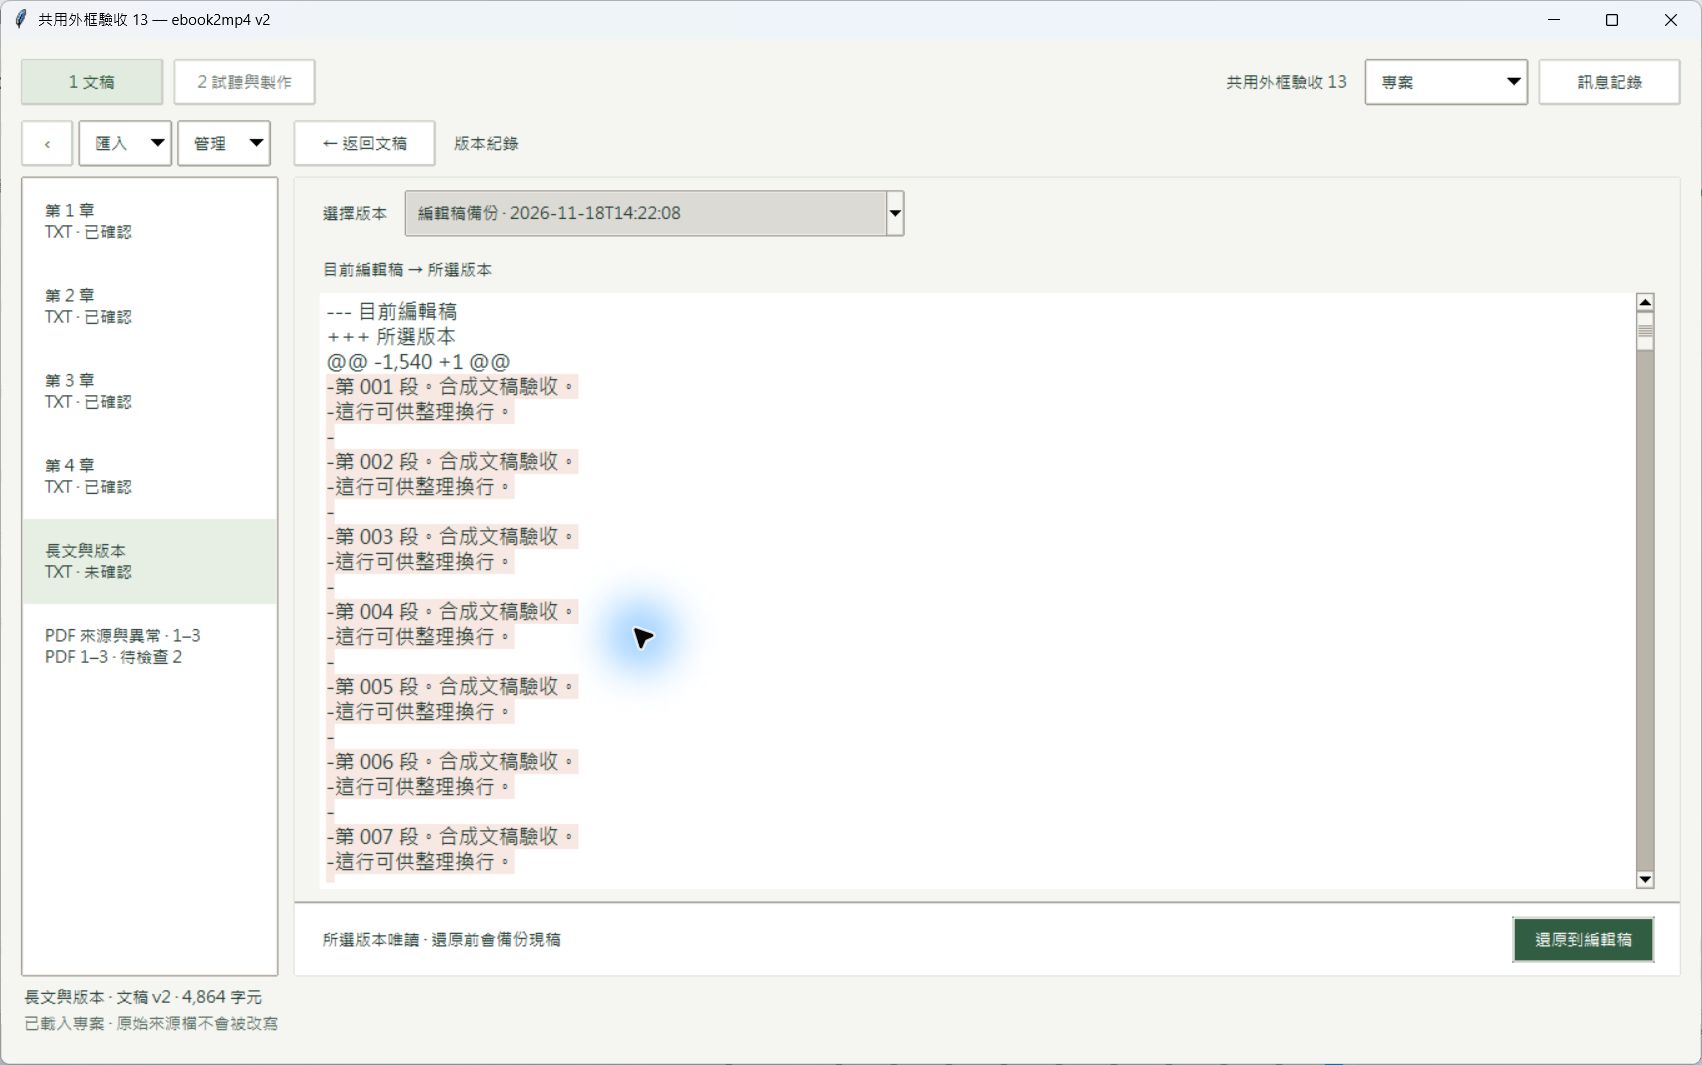 共用外框驗收 13 — ebook2mp4 v2
1 文稿
2 試聽與製作
共用外框驗收 13
專案
訊息記錄
‹
匯入
管理
← 返回文稿
版本紀錄
第 1 章
TXT · 已確認
第 2 章
TXT · 已確認
第 3 章
TXT · 已確認
第 4 章
TXT · 已確認
長文與版本
TXT · 未確認
PDF 來源與異常 · 1–3
PDF 1–3 · 待檢查 2
選擇版本
編輯稿備份 · 2026-11-18T14:22:08
目前編輯稿 → 所選版本
--- 目前編輯稿
+++ 所選版本
@@ -1,540 +1 @@
-第 001 段。合成文稿驗收。
-這行可供整理換行。
-
-第 002 段。合成文稿驗收。
-這行可供整理換行。
-
-第 003 段。合成文稿驗收。
-這行可供整理換行。
-
-第 004 段。合成文稿驗收。
-這行可供整理換行。
-
-第 005 段。合成文稿驗收。
-這行可供整理換行。
-
-第 006 段。合成文稿驗收。
-這行可供整理換行。
-
-第 007 段。合成文稿驗收。
-這行可供整理換行。
所選版本唯讀 · 還原前會備份現稿
還原到編輯稿
長文與版本 · 文稿 v2 · 4,864 字元
已載入專案 · 原始來源檔不會被改寫